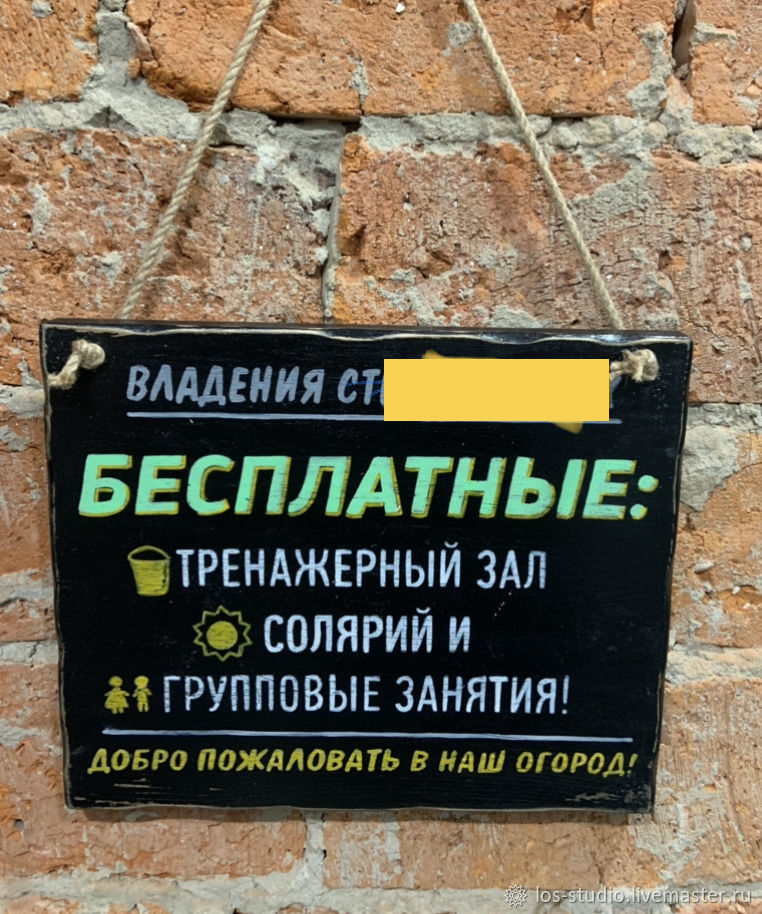 ВЛАДЕНИЯ
БЕСПЛАТНЫЕ:
ТРЕНАЖЕРНЫЙ ЗАЛ
СОЛЯРИЙ И
ГРУППОВЫЕ ЗАНЯТИЯ!
ДОБРО ПОЖАЛОВАТЬ В НАШ ОГОРОД!
los-studio.livemaster.ru